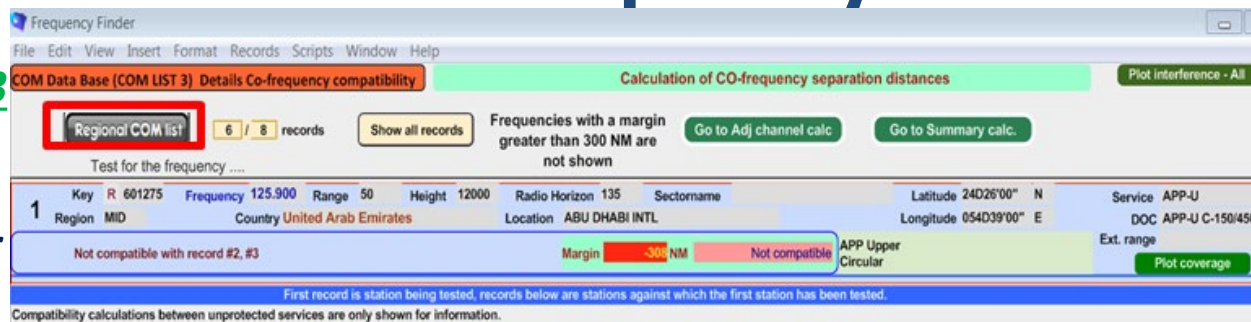 Frequency Finder
File Edit View Insert Format Records Scripts Window Help
COM Data Base (COM LIST 3) Details Co-frequency compatibility
Calculation of CO-frequency separation distances
Plot interference - All
Regional COM list
6 / 8 records
Show all records
Frequencies with a margin
greater than 300 NM are
not shown
Go to Adj channel calc
Go to Summary calc.
Test for the frequency ....
1
Key R 601275 Frequency 125.900 Range 50 Height 12000 Radio Horizon 135 Sectorname Latitude 24D26'00" N Service APP-U
Region MID Country United Arab Emirates Location ABU DHABI INTL Longitude 054D39'00" E DOC APP-U C-150/450
Not compatible with record #2, #3 Margin -308 NM Not compatible
APP Upper
Circular
Ext. range
Plot coverage
First record is station being tested, records below are stations against which the first station has been tested.
Compatibility calculations between unprotected services are only shown for information.